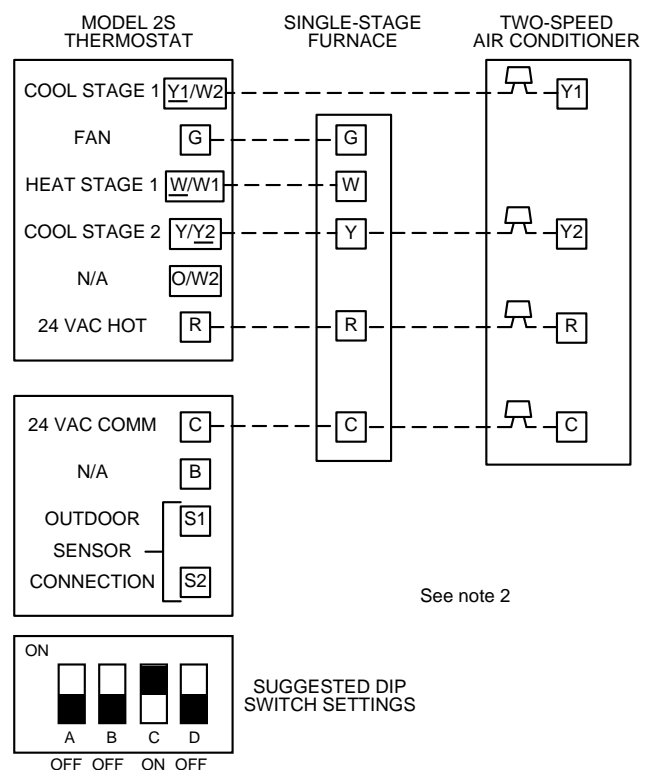 MODEL 2S THERMOSTAT
SINGLE-STAGE FURNACE
TWO-SPEED AIR CONDITIONER
COOL STAGE 1 Y1/W2 Y1
FAN G G
HEAT STAGE 1 W/W1 W
COOL STAGE 2 Y/Y2 Y Y2
N/A O/W2
24 VAC HOT R R R
24 VAC COMM C C C
N/A B
OUTDOOR S1
SENSOR
CONNECTION S2
See note 2
ON
A B C D
OFF OFF ON OFF
SUGGESTED DIP
SWITCH SETTINGS